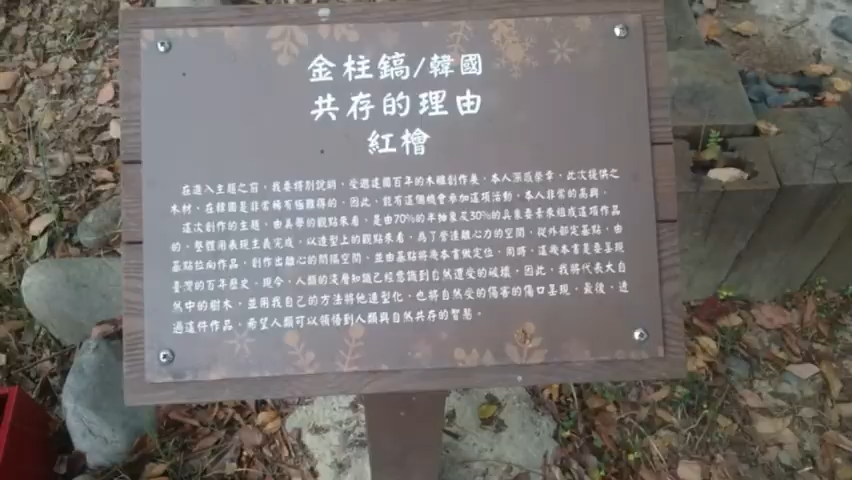 金柱鎬/韓國
共存的理由
紅檜
在進入主題之前，我要特別說明，受邀建國百年的木雕創作展，本人深感榮幸，此次提供之
木材，在韓國是非常稀有極難得的，因此，能有這個機會參加這項活動，本人非常的高興。
這次創作的主題，由美學的觀點來看，是由70%的半抽象及30%的具象要素來組成這項作品
的，整體用表現主義完成，以造型上的觀點來看，為了營造離心力的空間，從外部定基點，由
基點拉向作品，創作出離心的間隔空間，並由基點將幾本書做定位，同時，這幾本書是要呈現
臺灣的百年歷史，現今，人類的淺層知識已經意識到自然遭受的破壞，因此，我將代表大自
然中的樹木，並用我自己的方法將他造型化，也將自然受的傷害的傷口呈現，最後，透
過這件作品，希望人類可以領悟到人類與自然共存的智慧。